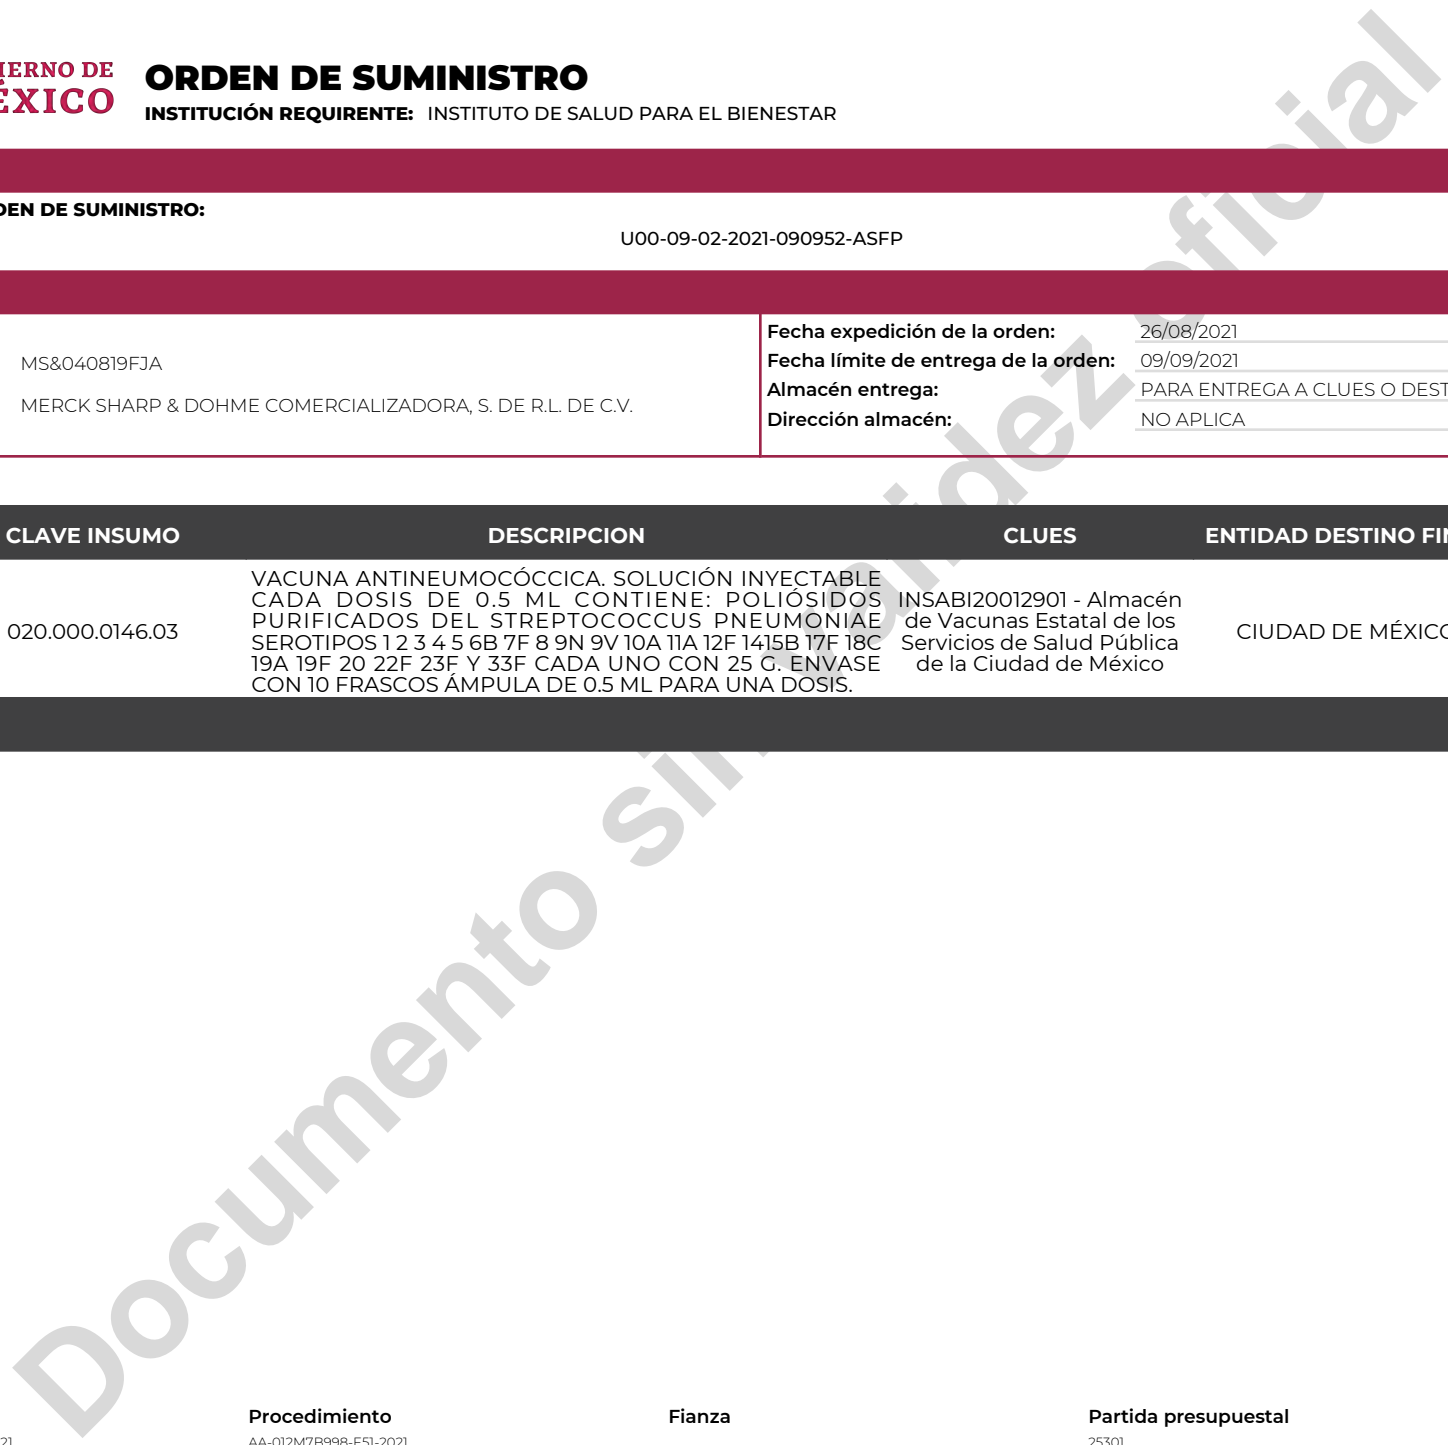 IERNO DE
ÉXICO
ORDEN DE SUMINISTRO
INSTITUCIÓN REQUIRENTE: INSTITUTO DE SALUD PARA EL BIENESTAR
DEN DE SUMINISTRO:
U00-09-02-2021-090952-ASFP
MS&040819FJA
MERCK SHARP & DOHME COMERCIALIZADORA, S. DE R.L. DE C.V.
Fecha expedición de la orden: 26/08/2021
Fecha límite de entrega de la orden: 09/09/2021
Almacén entrega: PARA ENTREGA A CLUES O DEST
Dirección almacén: NO APLICA
CLAVE INSUMO DESCRIPCION CLUES ENTIDAD DESTINO FIN
020.000.0146.03
VACUNA ANTINEUMOCÓCCICA. SOLUCIÓN INYECTABLE
CADA DOSIS DE 0.5 ML CONTIENE: POLIÓSIDOS
PURIFICADOS DEL STREPTOCOCCUS PNEUMONIAE
SEROTIPOS 1 2 3 4 5 6B 7F 8 9N 9V 10A 11A 12F 1415B 17F 18C
19A 19F 20 22F 23F Y 33F CADA UNO CON 25 G. ENVASE
CON 10 FRASCOS ÁMPULA DE 0.5 ML PARA UNA DOSIS.
INSABI20012901 - Almacén
de Vacunas Estatal de los
Servicios de Salud Pública
de la Ciudad de México
CIUDAD DE MÉXICO
Documento sin validez oficial
Procedimiento Fianza Partida presupuestal
21 AA-012M7B998-E51-2021 25301